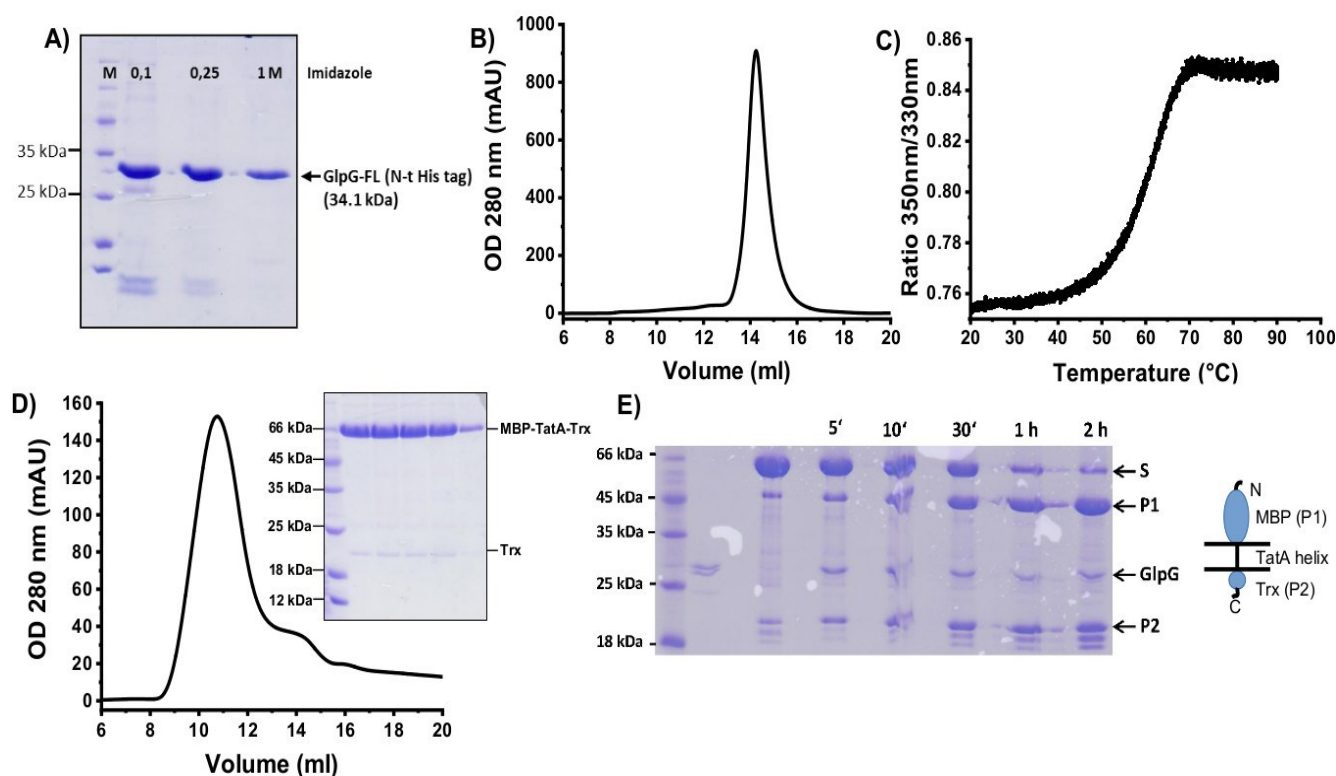 A)
M 0,1 0,25 1 M Imidazole
35 kDa
25 kDa
GlpG-FL (N-t His tag)
(34.1 kDa)
B)
OD 280 nm (mAU)
1000
800
600
400
200
0
6 8 10 12 14 16 18 20
Volume (ml)
C)
Ratio 350nm/330nm
0.86
0.84
0.82
0.80
0.78
0.76
20 30 40 50 60 70 80 90 100
Temperature (°C)
D)
OD 280 nm (mAU)
160
140
120
100
80
60
40
20
0
6 8 10 12 14 16 18 20
Volume (ml)
66 kDa
45 kDa
35 kDa
25 kDa
18 kDa
12 kDa
MBP-TatA-Trx
Trx
E)
5‘ 10‘ 30‘ 1 h 2 h
66 kDa
45 kDa
35 kDa
25 kDa
18 kDa
S
P1
GlpG
P2
N
MBP (P1)
TatA helix
Trx (P2)
C